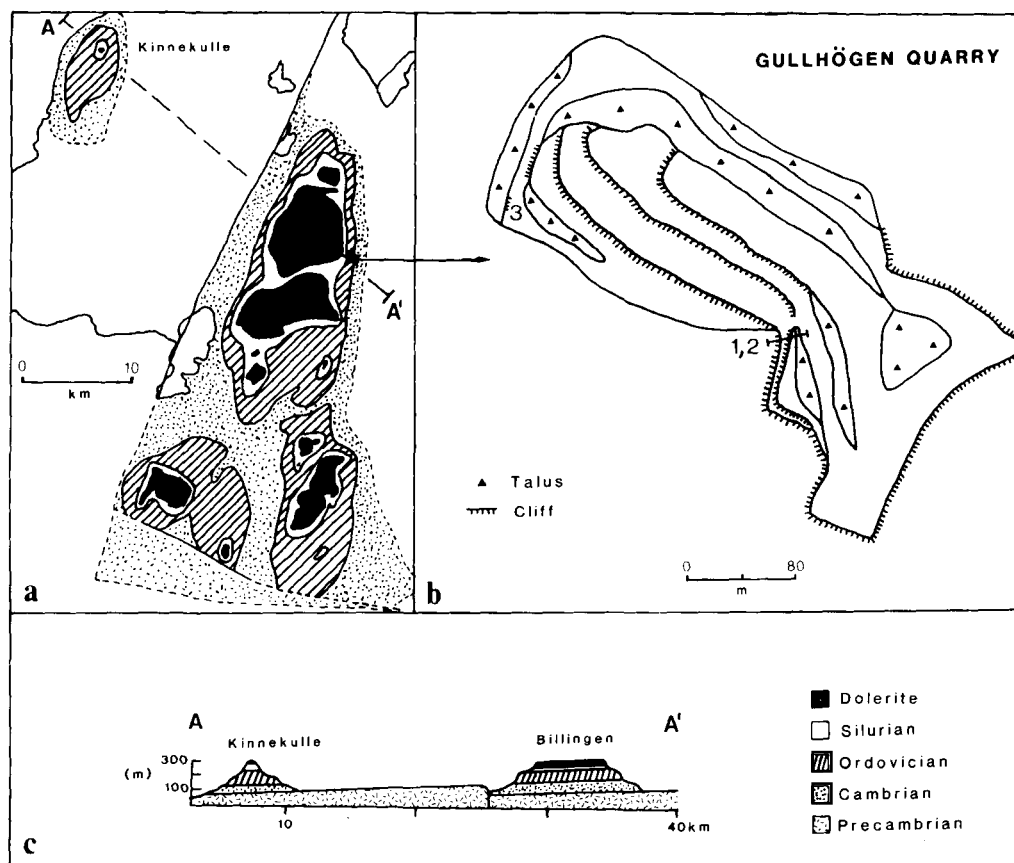 A
Kinnekulle
A'
0 10
km
a
GULLHÖGEN QUARRY
3
1,2
Talus
Cliff
0 80
m
b
A A'
Kinnekulle Billingen
300
(m)
100
10 40km
c
Dolerite
Silurian
Ordovician
Cambrian
Precambrian